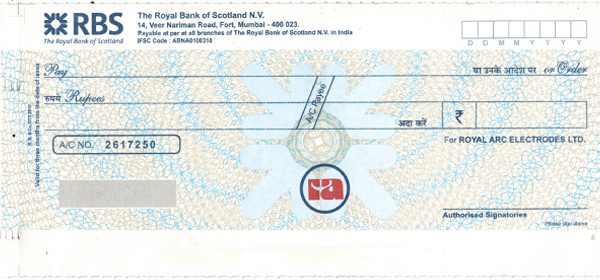 RBS
The Royal Bank of Scotland
The Royal Bank of Scotland N.V.
14, Veer Nariman Road, Fort, Mumbai - 400 023.
Payable at par at all branches of The Royal Bank of Scotland N.V. in India
IFSC Code : ABNA0100318
D D M M Y Y Y Y
Pay
या उनके आदेश पर or Order
रुपये Rupees
A/C Payee
अदा करें
₹
A/C NO. 2617250
For ROYAL ARC ELECTRODES LTD.
Valid for three months from the date of issue
ra
Authorised Signatories
Please sign above